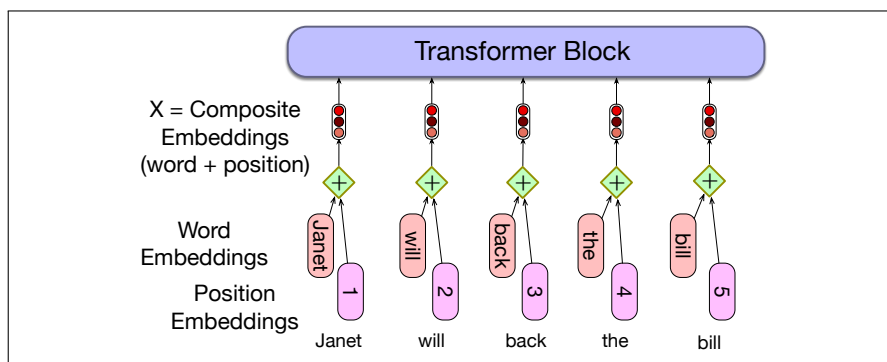 Transformer Block
X = Composite
Embeddings
(word + position)
+ + + + +
Word
Embeddings
Janet will back the bill
Position
Embeddings
1 2 3 4 5
Janet will back the bill